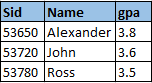 Sid Name gpa
53650 Alexander 3.8
53720 John 3.6
53780 Ross 3.5